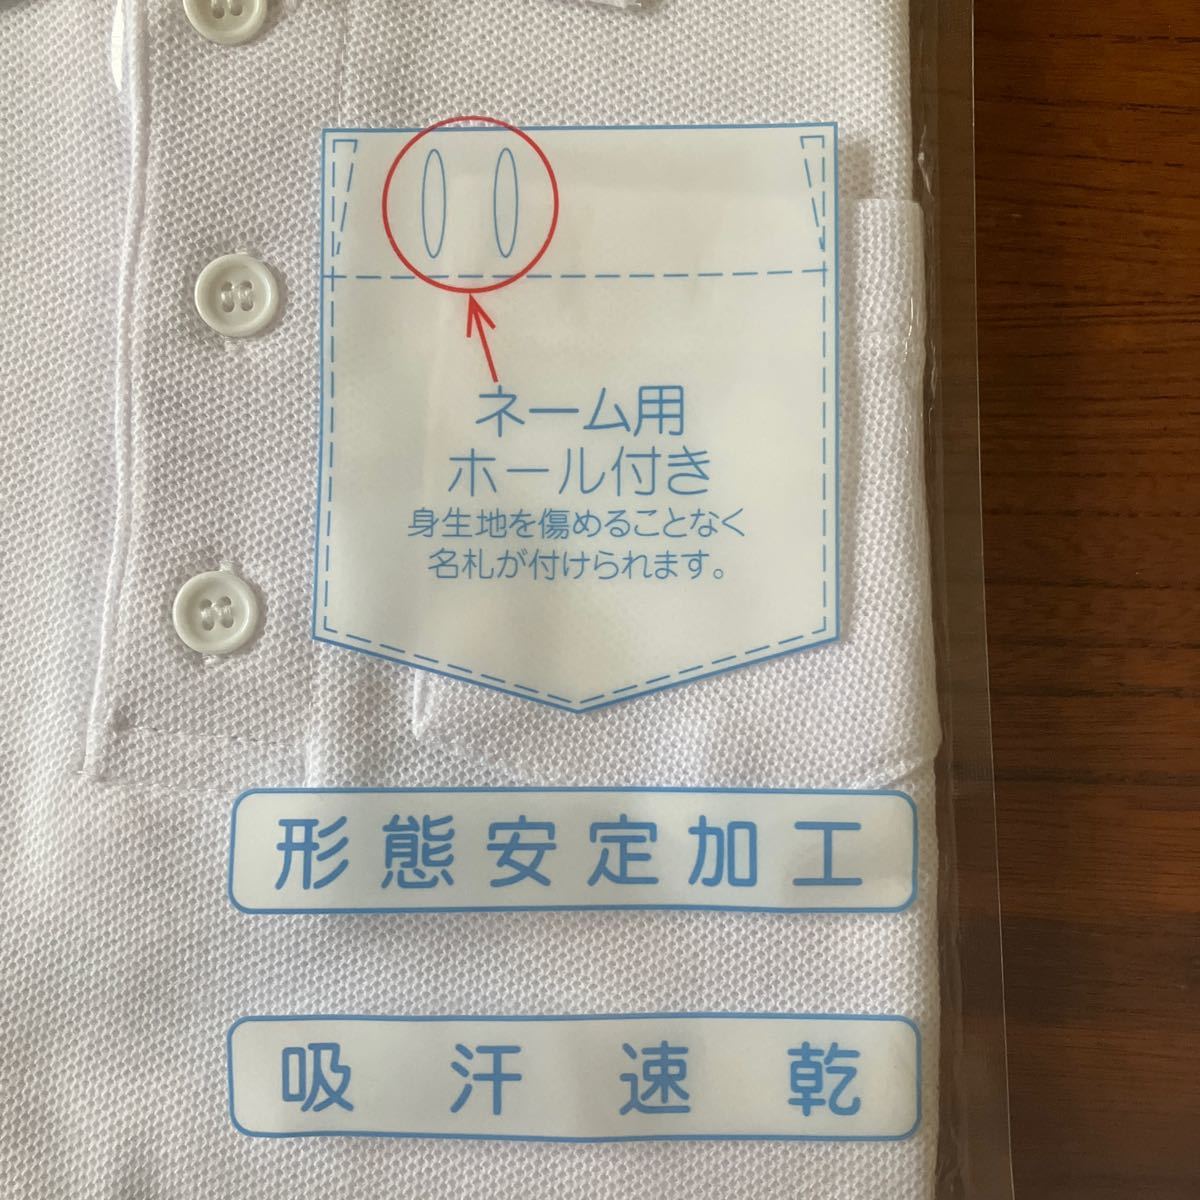 ネーム用
ホール付き
身生地を傷めることなく
名札が付けられます。
形態安定加工
吸汗速乾